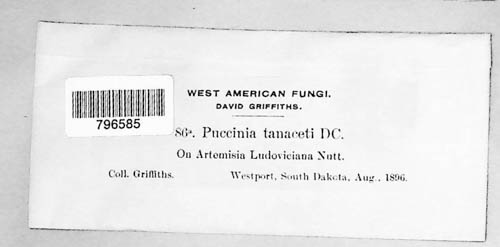 WEST AMERICAN FUNGI.
DAVID GRIFFITHS.
796585
86a. Puccinia tanaceti DC.
On Artemisia Ludoviciana Nutt.
Coll. Griffiths. Westport, South Dakota, Aug., 1896.